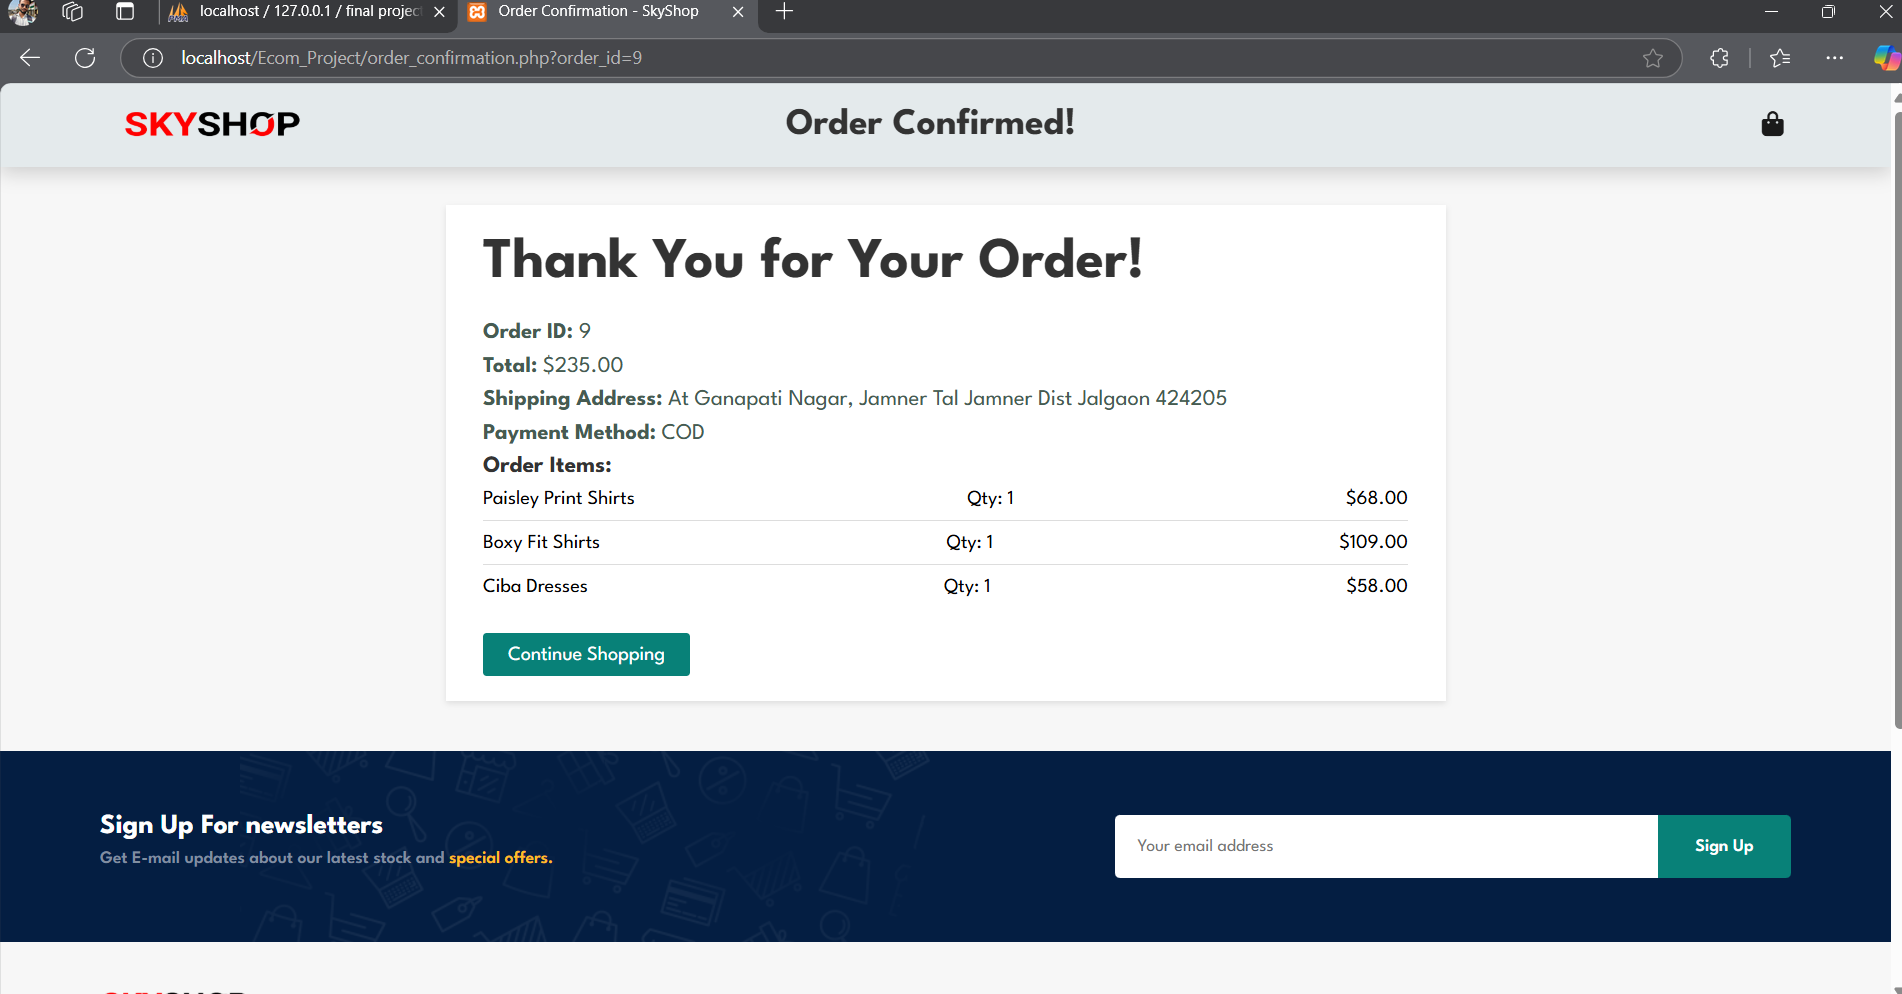 localhost / 127.0.0.1 / final projec
Order Confirmation - SkyShop
localhost/Ecom_Project/order_confirmation.php?order_id=9
SKYSHOP
Order Confirmed!
Thank You for Your Order!
Order ID: 9
Total: $235.00
Shipping Address: At Ganapati Nagar, Jamner Tal Jamner Dist Jalgaon 424205
Payment Method: COD
Order Items:
Paisley Print Shirts Qty: 1 $68.00
Boxy Fit Shirts Qty: 1 $109.00
Ciba Dresses Qty: 1 $58.00
Continue Shopping
Sign Up For newsletters
Get E-mail updates about our latest stock and special offers.
Your email address
Sign Up